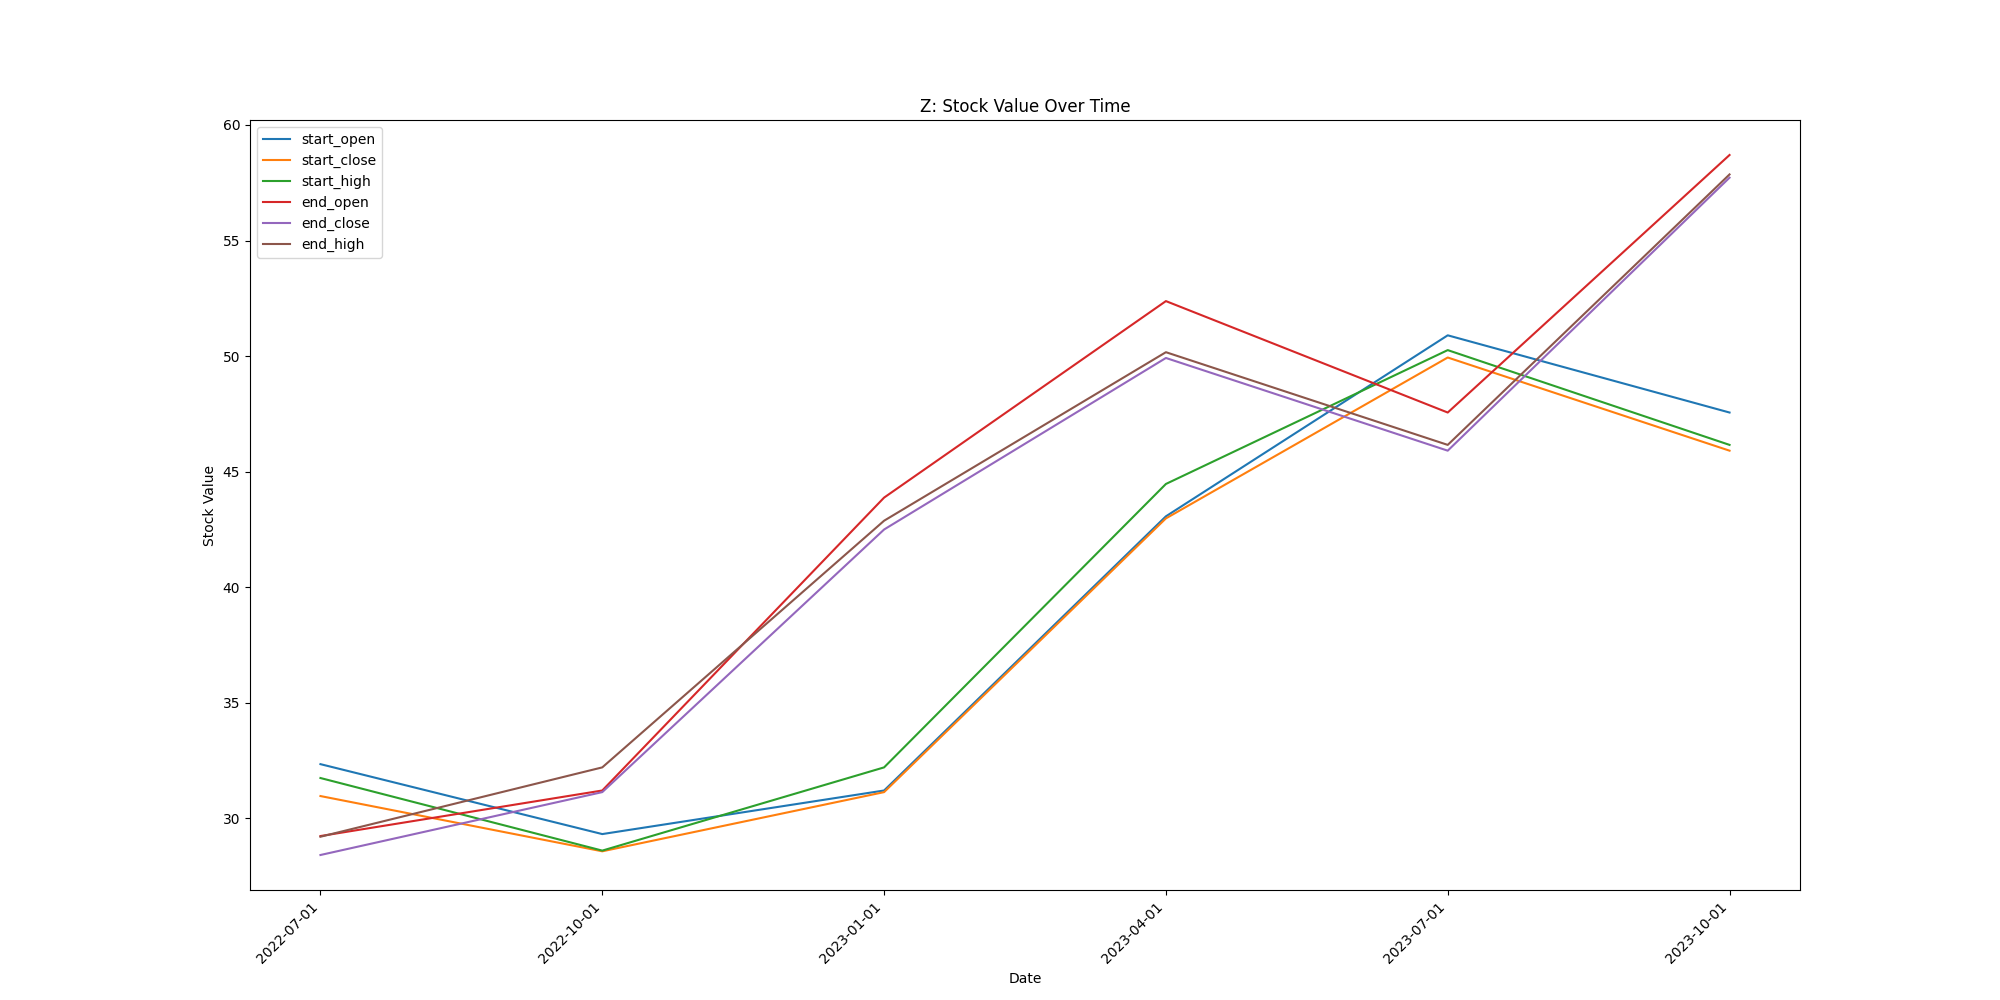 Z: Stock Value Over Time
60
55
50
45
40
35
30
Stock Value
start_open
start_close
start_high
end_open
end_close
end_high
2022-07-01
2022-10-01
2023-01-01
2023-04-01
2023-07-01
2023-10-01
Date